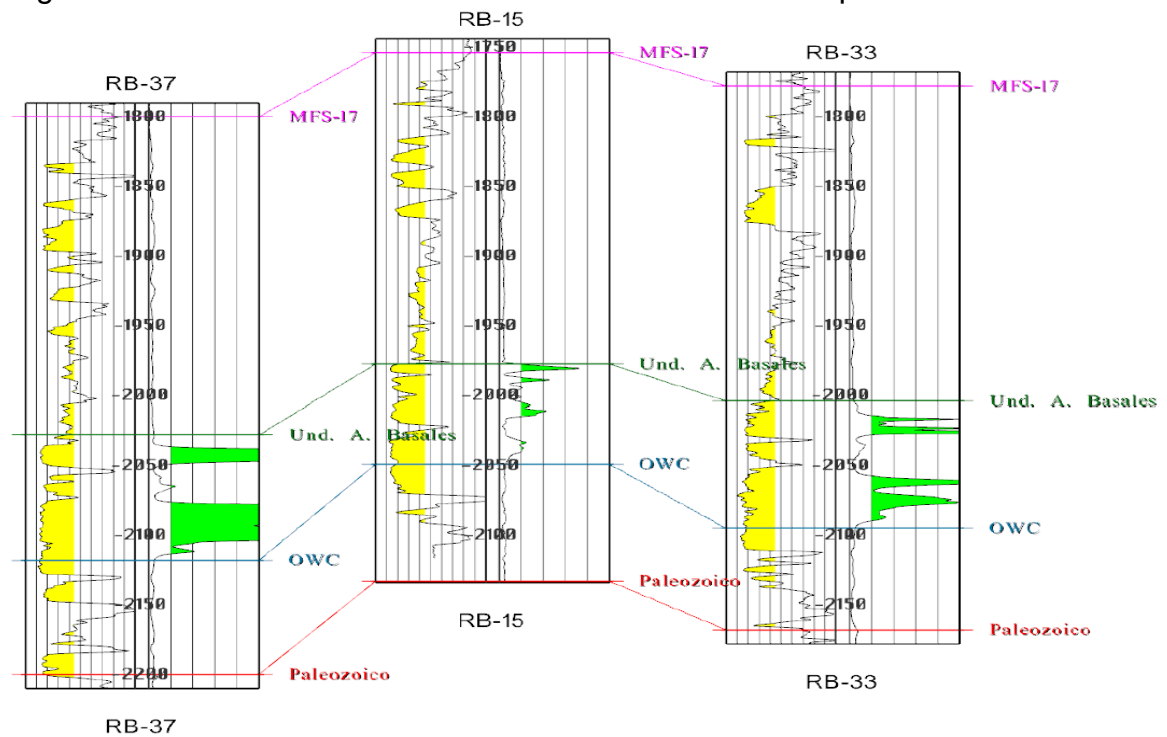 RB-37
1800
1850
1900
1950
2000
2050
2100
2150
2200
MFS-17
Und. A. Basales
OWC
Paleozoico
RB-37
RB-15
1750
1800
1850
1900
1950
2000
2050
2100
MFS-17
Und. A. Basales
OWC
Paleozoico
RB-15
RB-33
1800
1850
1900
1950
2000
2050
2100
2150
MFS-17
Und. A. Basales
OWC
Paleozoico
RB-33